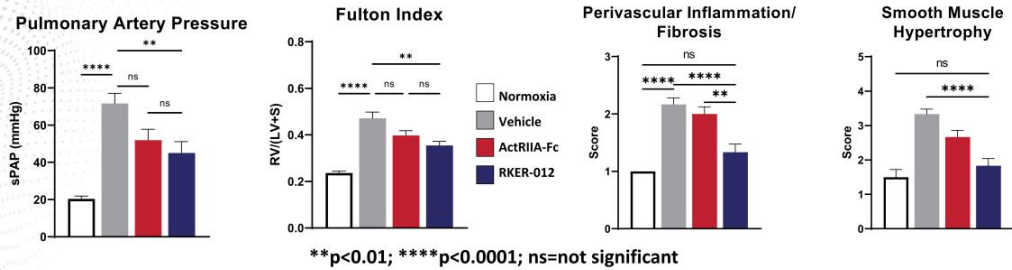 Pulmonary Artery Pressure
sPAP (mmHg)
100
80
60
40
20
0
****
**
ns
ns
Fulton Index
RV/(LV+S)
0.8
0.6
0.4
0.2
0.0
****
**
ns
ns
Normoxia
Vehicle
ActRIIA-Fc
RKER-012
Perivascular Inflammation/
Fibrosis
Score
3
2
1
0
ns
****
****
**
Smooth Muscle
Hypertrophy
Score
5
4
3
2
1
0
ns
****
**p<0.01; ****p<0.0001; ns=not significant